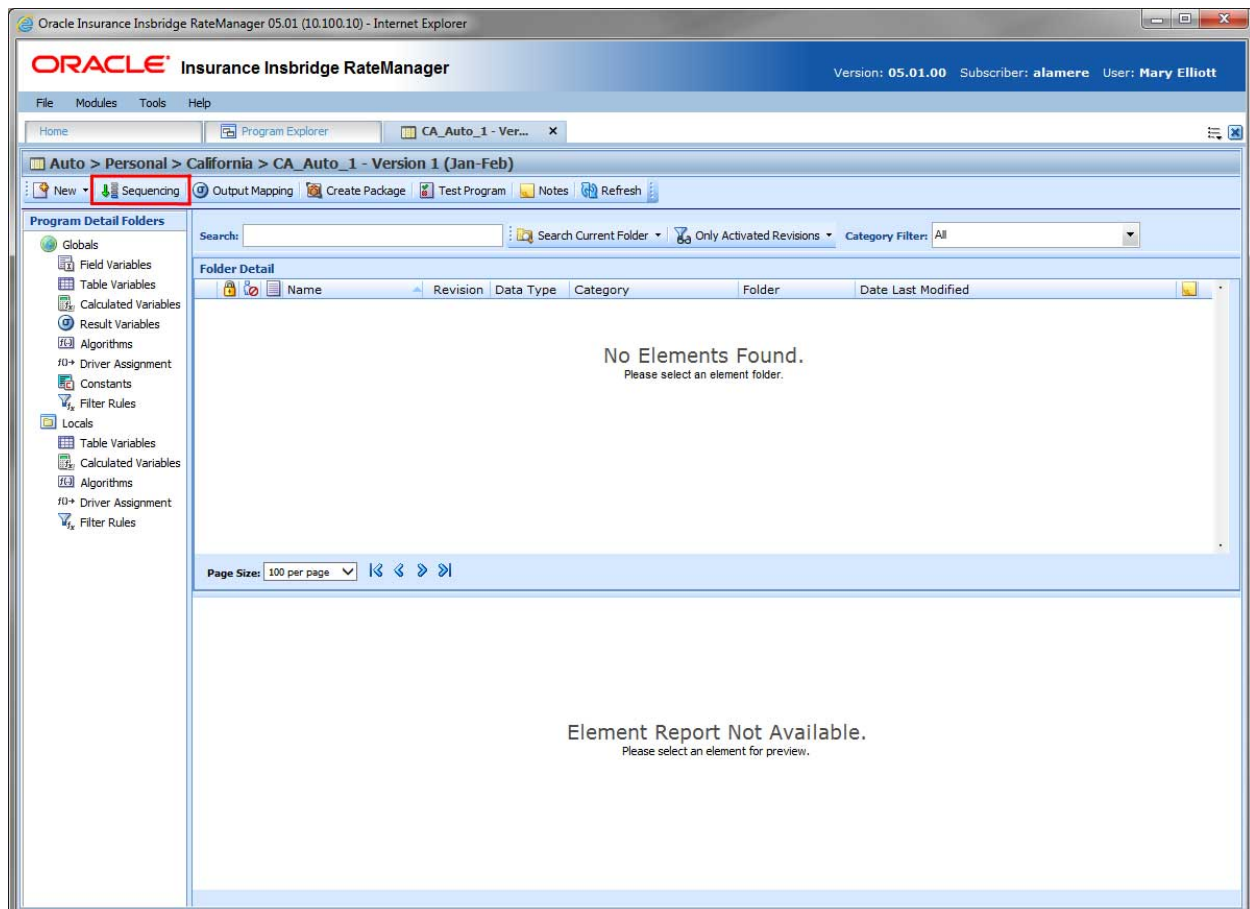 Oracle Insurance Insbridge RateManager 05.01 (10.100.10) - Internet Explorer
ORACLE Insurance Insbridge RateManager
Version: 05.01.00 Subscriber: alamere User: Mary Elliott
File Modules Tools Help
Home Program Explorer CA_Auto_1 - Ver...
Auto > Personal > California > CA_Auto_1 - Version 1 (Jan-Feb)
New Sequencing Output Mapping Create Package Test Program Notes Refresh
Program Detail Folders
Globals
Field Variables
Table Variables
Calculated Variables
Result Variables
Algorithms
Driver Assignment
Constants
Filter Rules
Locals
Table Variables
Calculated Variables
Algorithms
Driver Assignment
Filter Rules
Search: Search Current Folder Only Activated Revisions Category Filter: All
Folder Detail
Name Revision Data Type Category Folder Date Last Modified
No Elements Found.
Please select an element folder.
Page Size: 100 per page
Element Report Not Available.
Please select an element for preview.